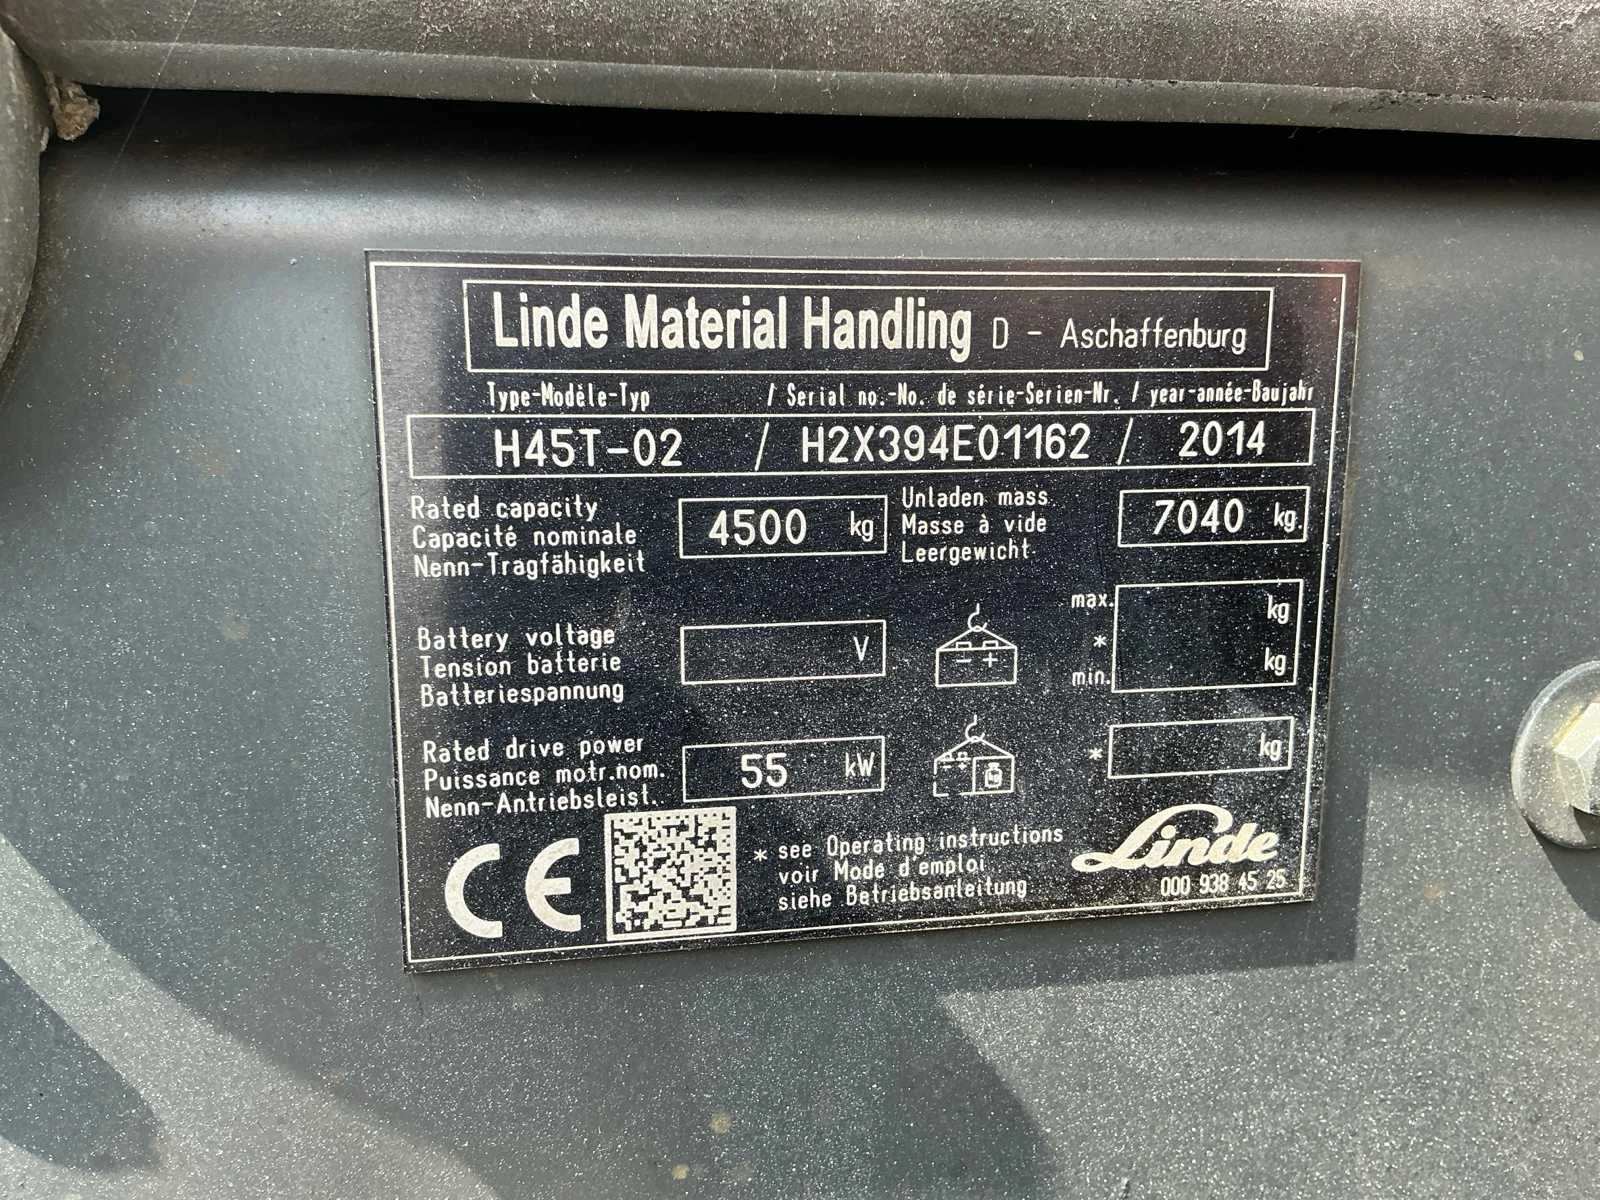 Linde Material Handling D - Aschaffenburg
Type-Modèle-Typ / Serial no.-No. de série-Serien-Nr. / year-année-Baujahr
H45T-02 / H2X394E01162 / 2014
Rated capacity
Capacité nominale
Nenn-Tragfähigkeit
4500 kg
Unladen mass
Masse à vide
Leergewicht
7040 kg.
Battery voltage
Tension batterie
Batteriespannung
V
- +
max. kg
*
min. kg
Rated drive power
Puissance motr.nom.
Nenn-Antriebsleist.
55 kW
- +
kg
* kg
CE
* see Operating instructions
voir Mode d'emploi
siehe Betriebsanleitung
Linde
000 938 45 25